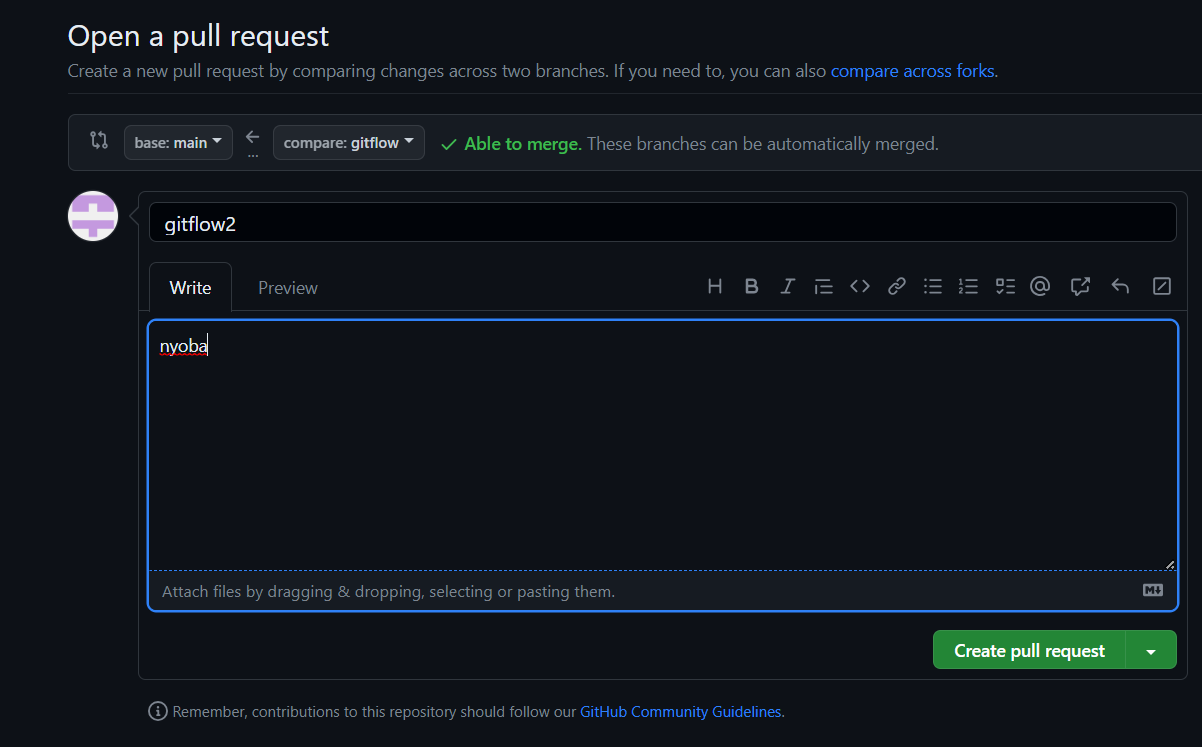 Open a pull request
Create a new pull request by comparing changes across two branches. If you need to, you can also compare across forks.
base: main
...
compare: gitflow
Able to merge. These branches can be automatically merged.
gitflow2
Write Preview H B I @
nyoba
Attach files by dragging & dropping, selecting or pasting them.
Create pull request
Remember, contributions to this repository should follow our GitHub Community Guidelines.